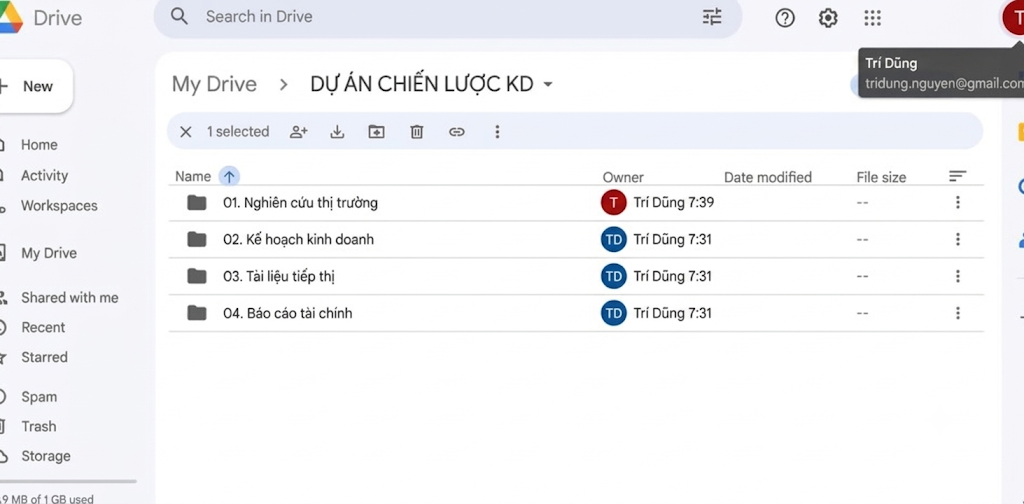 Drive
Search in Drive
T
Trí Dũng
tridung.nguyen@gmail.com
New
My Drive > DỰ ÁN CHIẾN LƯỢC KD
1 selected
Home
Activity
Workspaces
My Drive
Shared with me
Recent
Starred
Spam
Trash
Storage
.9 MB of 1 GB used
Name Owner Date modified File size
01. Nghiên cứu thị trường T Trí Dũng 7:39 --
02. Kế hoạch kinh doanh TD Trí Dũng 7:31 --
03. Tài liệu tiếp thị TD Trí Dũng 7:31 --
04. Báo cáo tài chính TD Trí Dũng 7:31 --